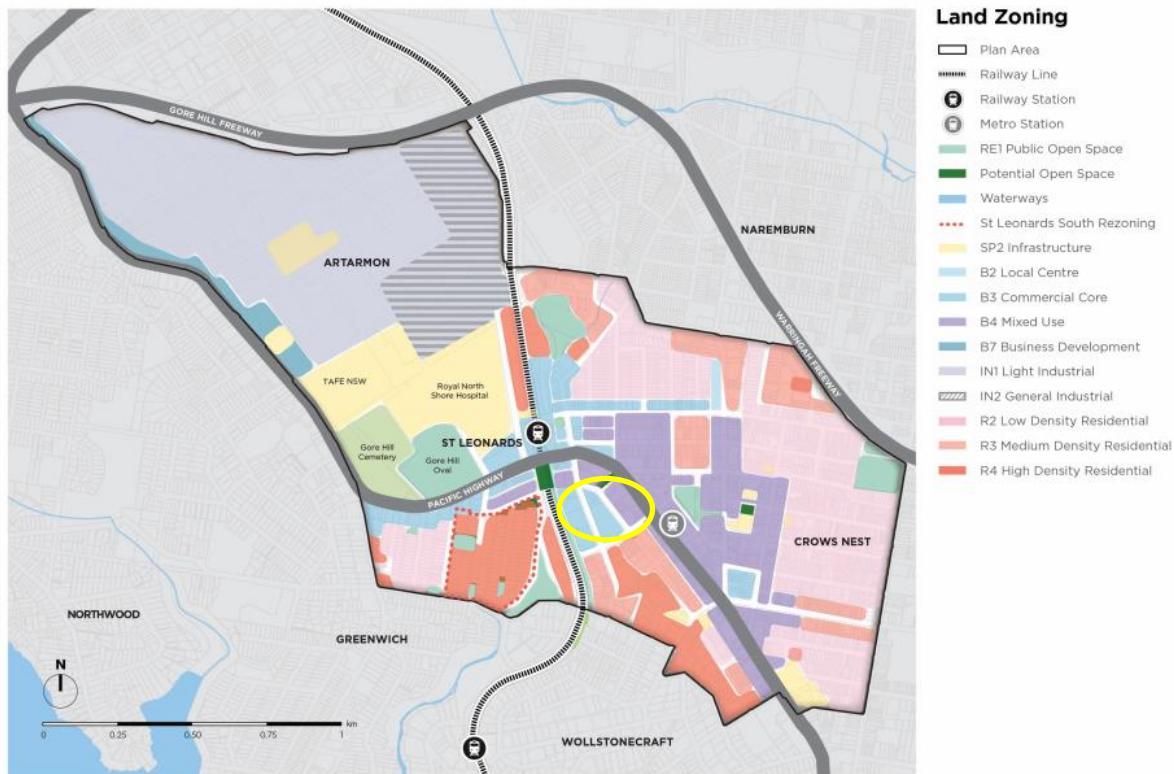 Land Zoning
Plan Area
Railway Line
Railway Station
Metro Station
RE1 Public Open Space
Potential Open Space
Waterways
St Leonards South Rezoning
SP2 Infrastructure
B2 Local Centre
B3 Commercial Core
B4 Mixed Use
B7 Business Development
IN1 Light Industrial
IN2 General Industrial
R2 Low Density Residential
R3 Medium Density Residential
R4 High Density Residential
GORE HILL FREEWAY
NAREMBURN
ARTARMON
WARRINGAH FREEWAY
TAFE NSW
Royal North
Shore Hospital
ST LEONARDS
Gore Hill
Cemetery
Gore Hill
Oval
PACIFIC HIGHWAY
CROWS NEST
NORTHWOOD
GREENWICH
WOLLSTONECRAFT
N
0 0.25 0.50 0.75 1 km